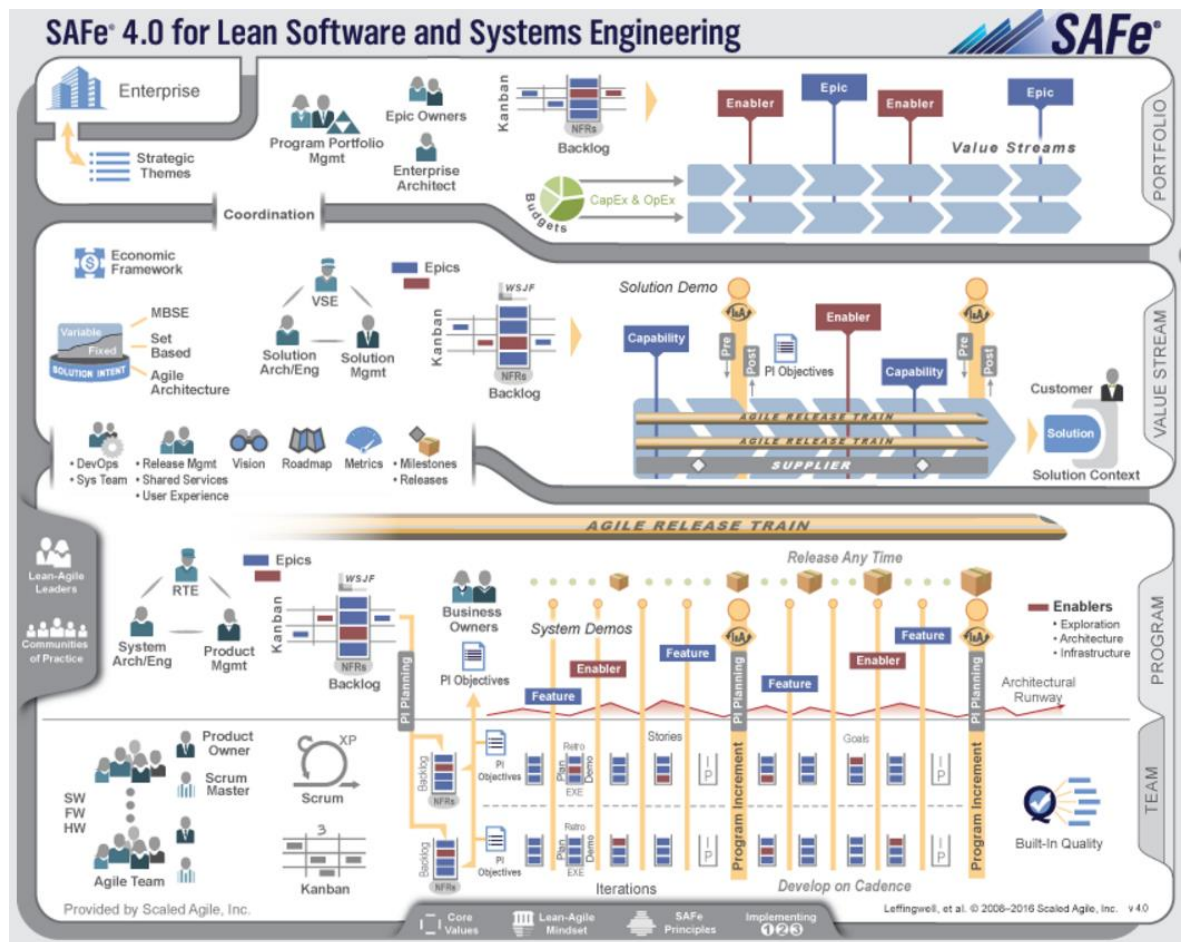 SAFe® 4.0 for Lean Software and Systems Engineering
SAFe®
Enterprise
Strategic
Themes
Program Portfolio
Mgmt
Epic Owners
Enterprise
Architect
Kanban
NFRs
Backlog
Enabler
Epic
Enabler
Epic
Value Streams
Budgets
CapEx & OpEx
PORTFOLIO
Coordination
Economic
Framework
Variable
Fixed
SOLUTION INTENT
MBSE
Set
Based
Agile
Architecture
VSE
Solution
Arch/Eng
Solution
Mgmt
Epics
Kanban
WSJF
NFRs
Backlog
Solution Demo
I&A
Capability
Pre
Post
PI Objectives
Enabler
Capability
I&A
Pre
Post
AGILE RELEASE TRAIN
AGILE RELEASE TRAIN
SUPPLIER
Customer
Solution
Solution Context
VALUE STREAM
• DevOps
• Sys Team
• Release Mgmt
• Shared Services
• User Experience
Vision
Roadmap
Metrics
• Milestones
• Releases
AGILE RELEASE TRAIN
Lean-Agile
Leaders
Communities
of Practice
RTE
System
Arch/Eng
Product
Mgmt
Epics
Kanban
WSJF
NFRs
Backlog
PI Planning
Business
Owners
PI Objectives
Release Any Time
System Demos
Feature
Enabler
Feature
I&A
PI Planning
Feature
Enabler
Feature
I&A
PI Planning
Enablers
• Exploration
• Architecture
• Infrastructure
Architectural
Runway
PROGRAM
Product
Owner
Scrum
Master
SW
FW
HW
Agile Team
XP
Scrum
3
Kanban
Backlog
NFRs
PI
Objectives
Retro
Plan
Demo
EXE
Stories
IP
Program Increment
Goals
IP
Program Increment
Backlog
NFRs
PI
Objectives
Retro
Plan
Demo
EXE
IP
IP
Iterations
Develop on Cadence
Q
Built-In Quality
TEAM
Provided by Scaled Agile, Inc.
Core
Values
Lean-Agile
Mindset
SAFe
Principles
Implementing
1 2 3
Leffingwell, et al. © 2008–2016 Scaled Agile, Inc. v 4.0